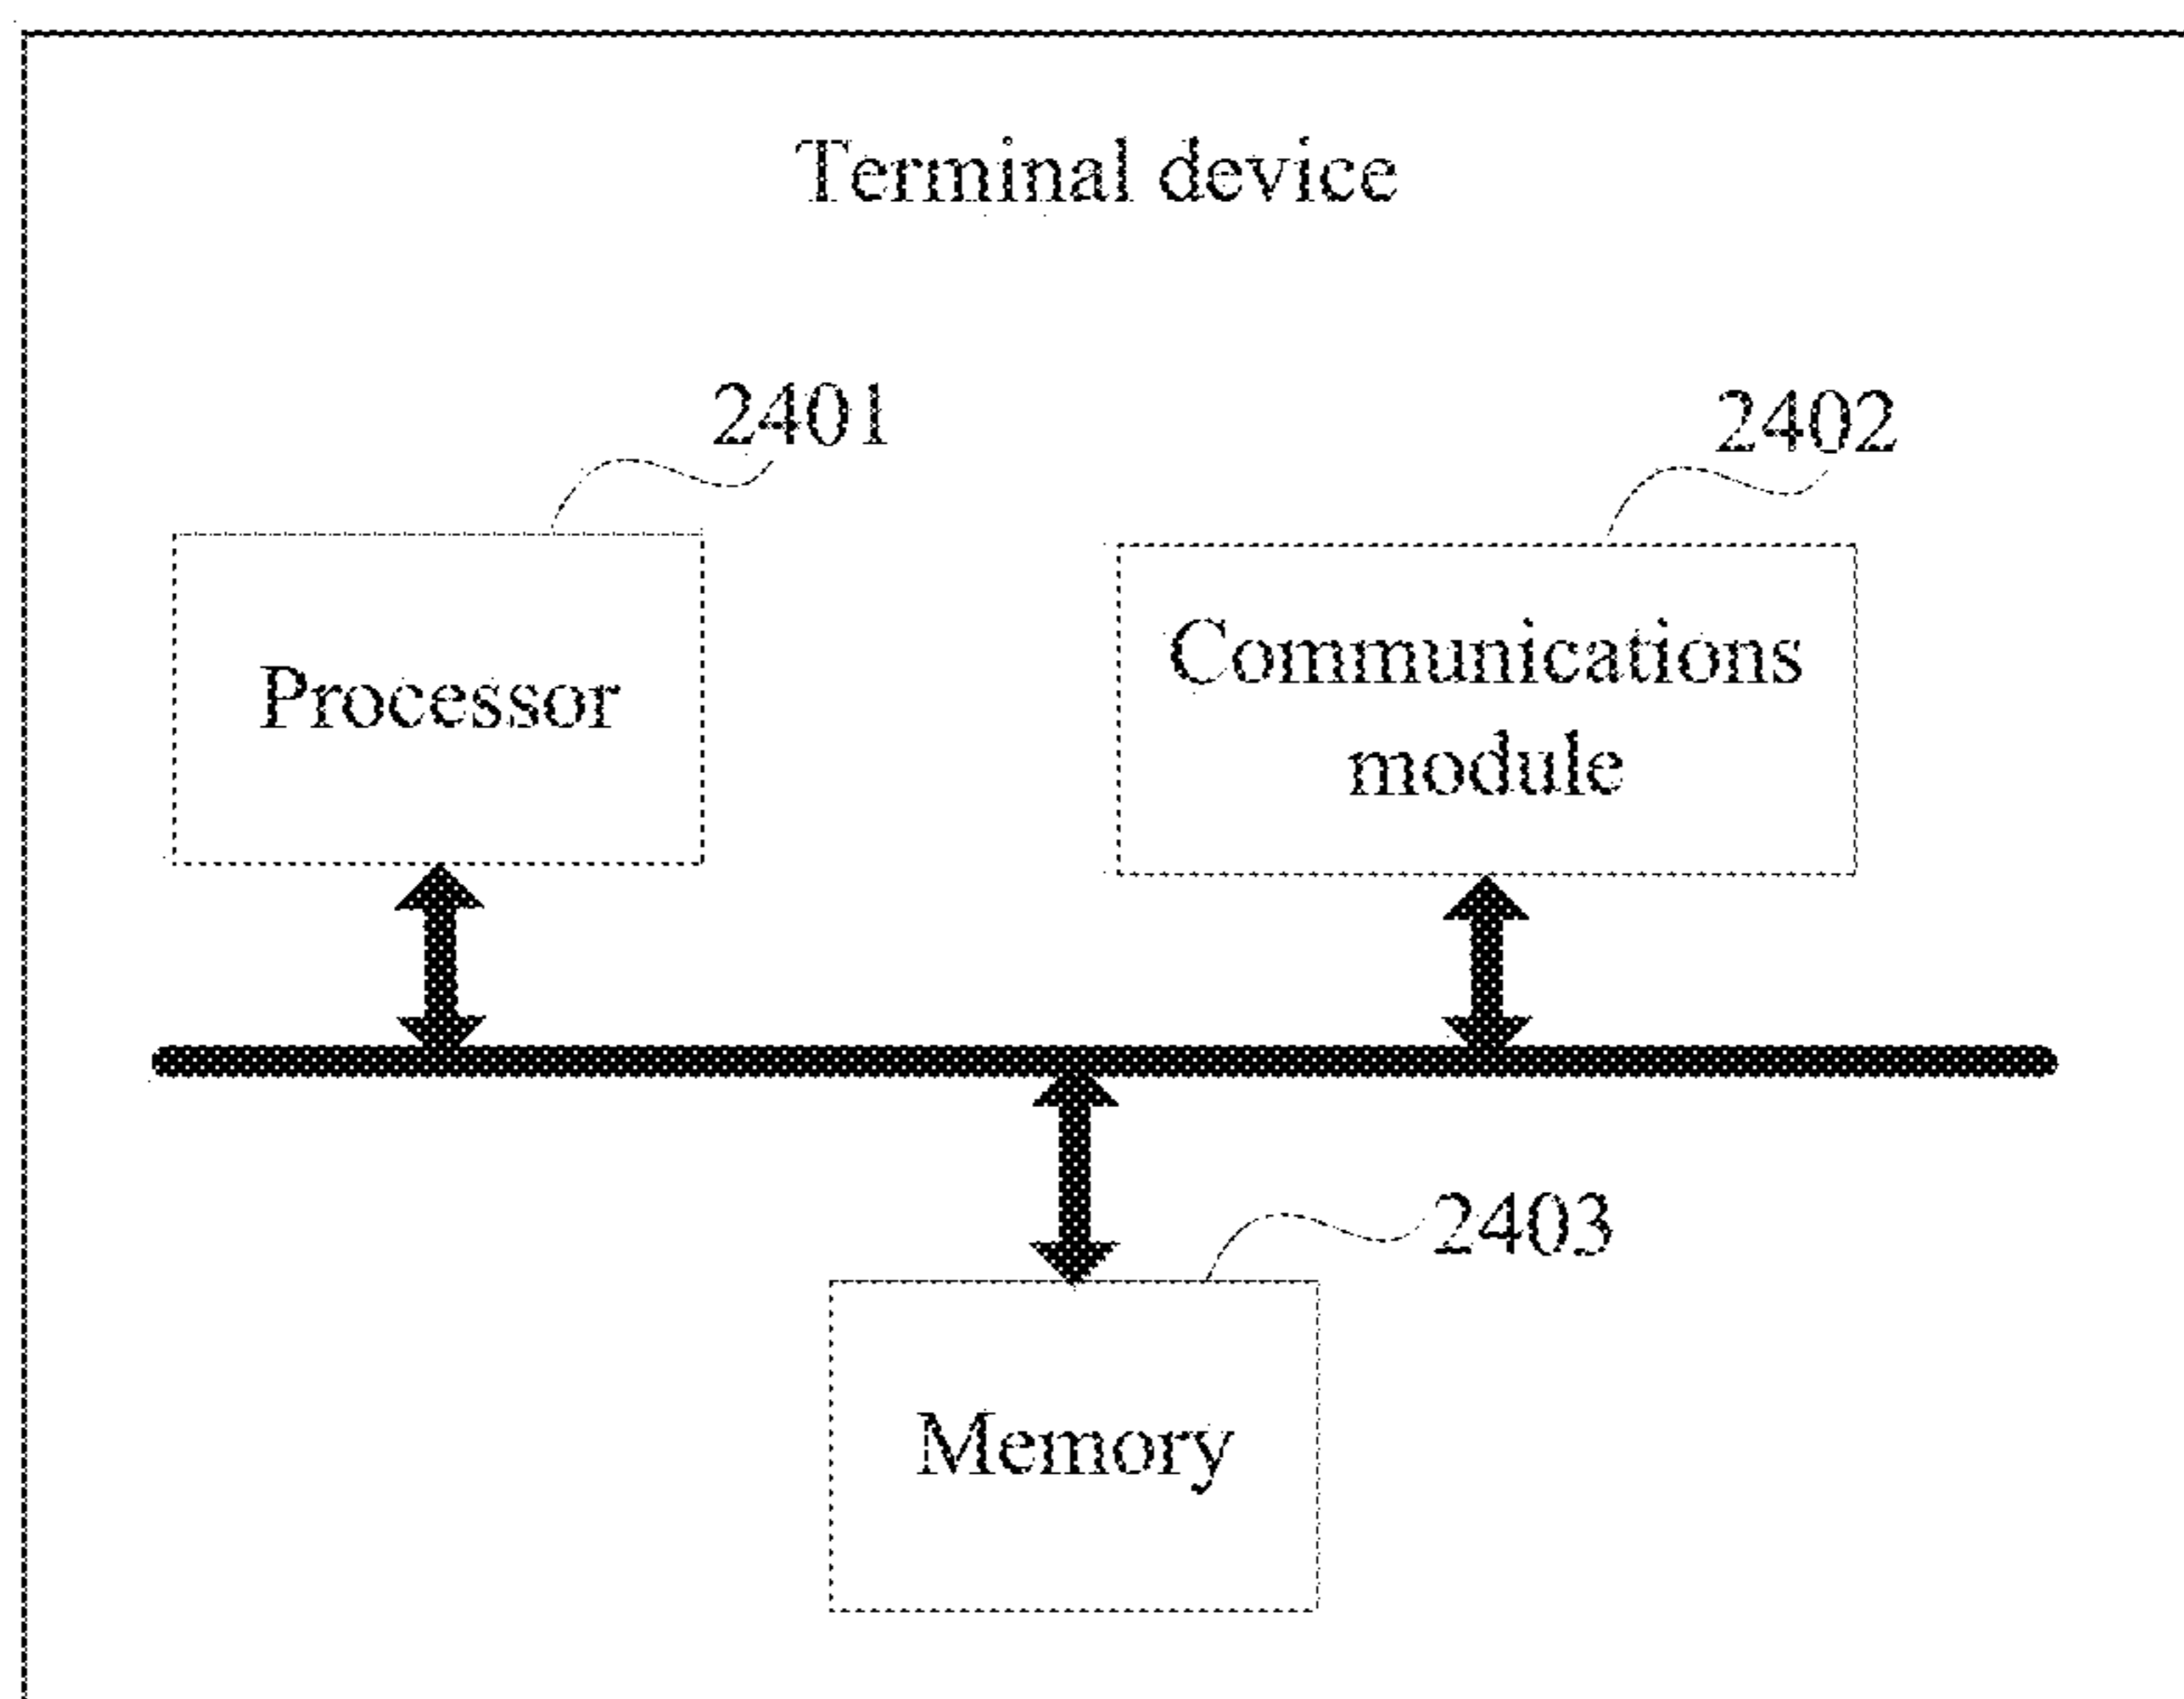 Terminal device
2401
2402
Processor
Communications
module
2403
Memory